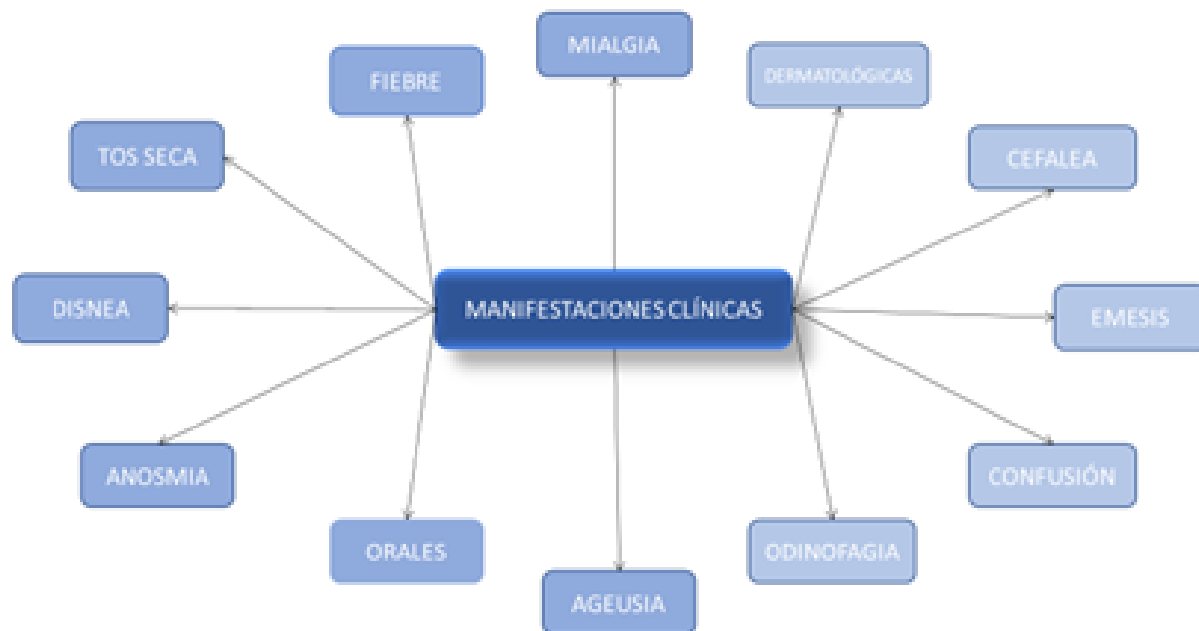 MIALGIA
FIEBRE
DERMATOLÓGICAS
TOS SECA
CEFALEA
DISNEA
MANIFESTACIONES CLÍNICAS
EMESIS
ANOSMIA
CONFUSIÓN
ORALES
ODINOFAGIA
AGEUSIA